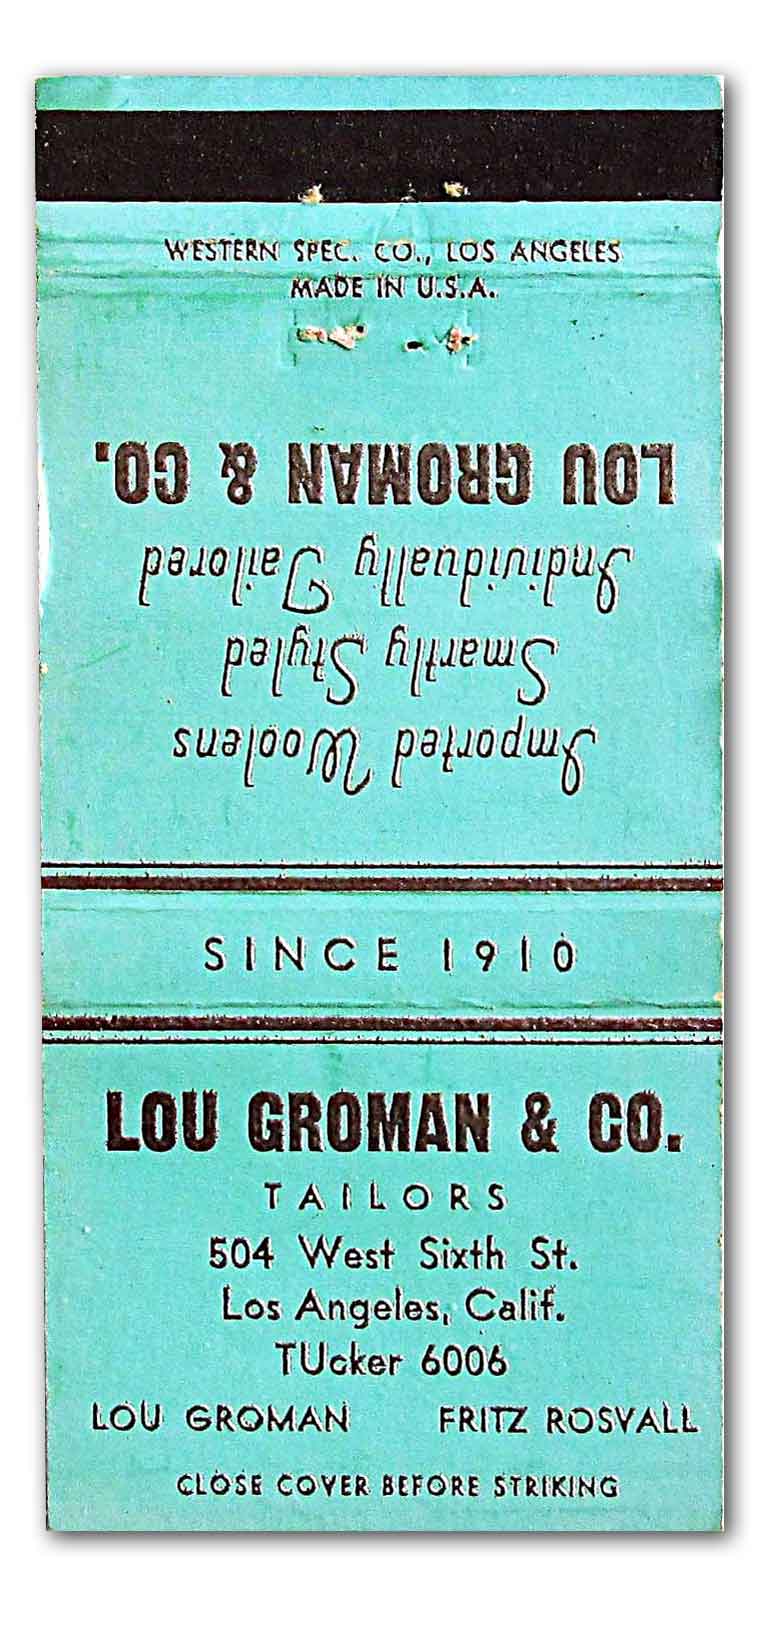 WESTERN SPEC. CO., LOS ANGELES
MADE IN U.S.A.
Imported Woolens
Smartly Styled
Individually Tailored
LOU GROMAN & CO.
SINCE 1910
LOU GROMAN & CO.
TAILORS
504 West Sixth St.
Los Angeles, Calif.
TUcker 6006
LOU GROMAN FRITZ ROSVALL
CLOSE COVER BEFORE STRIKING